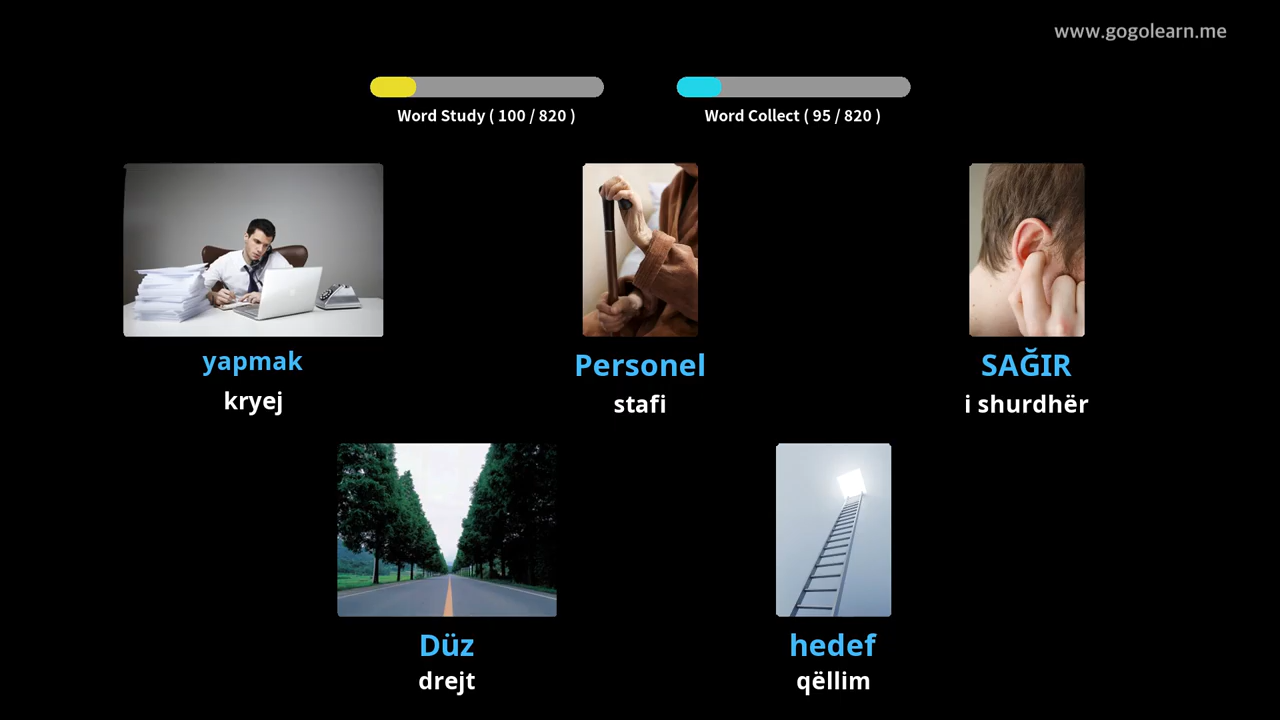 www.gogolearn.me
Word Study ( 100 / 820 )
Word Collect ( 95 / 820 )
yapmak
kryej
Personel
stafi
SAĞIR
i shurdhër
Düz
drejt
hedef
qëllim